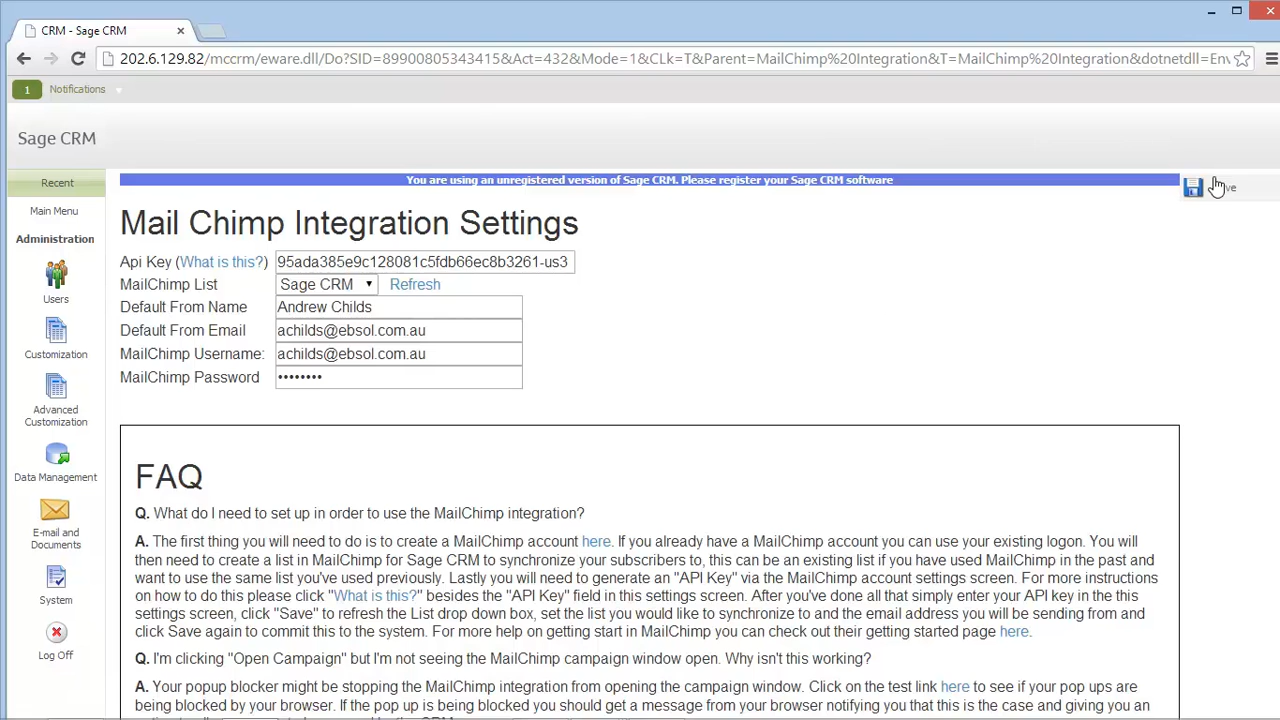 CRM - Sage CRM
202.6.129.82/mccrm/eware.dll/Do?SID=89900805343415&Act=432&Mode=1&CLk=T&Parent=MailChimp%20Integration&T=MailChimp%20Integration&dotnetdll=Env
1 Notifications
Sage CRM
Recent
Main Menu
Administration
Users
Customization
Advanced
Customization
Data Management
E-mail and
Documents
System
Log Off
You are using an unregistered version of Sage CRM. Please register your Sage CRM software
Mail Chimp Integration Settings
Api Key (What is this?) 95ada385e9c128081c5fdb66ec8b3261-us3
MailChimp List Sage CRM Refresh
Default From Name Andrew Childs
Default From Email achilds@ebsol.com.au
MailChimp Username: achilds@ebsol.com.au
MailChimp Password ••••••••
FAQ
Q. What do I need to set up in order to use the MailChimp integration?
A. The first thing you will need to do is to create a MailChimp account here. If you already have a MailChimp account you can use your existing logon. You will
then need to create a list in MailChimp for Sage CRM to synchronize your subscribers to, this can be an existing list if you have used MailChimp in the past and
want to use the same list you've used previously. Lastly you will need to generate an "API Key" via the MailChimp account settings screen. For more instructions
on how to do this please click "What is this?" besides the "API Key" field in this settings screen. After you've done all that simply enter your API key in the this
settings screen, click "Save" to refresh the List drop down box, set the list you would like to synchronize to and the email address you will be sending from and
click Save again to commit this to the system. For more help on getting start in MailChimp you can check out their getting started page here.
Q. I'm clicking "Open Campaign" but I'm not seeing the MailChimp campaign window open. Why isn't this working?
A. Your popup blocker might be stopping the MailChimp integration from opening the campaign window. Click on the test link here to see if your pop ups are
being blocked by your browser. If the pop up is being blocked you should get a message from your browser notifying you that this is the case and giving you an